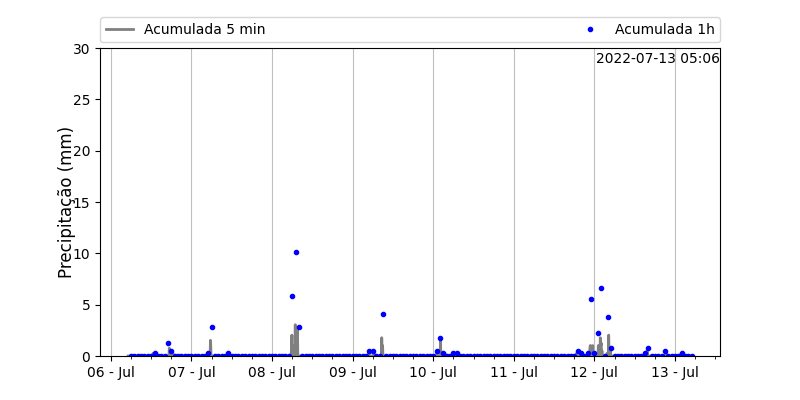 Acumulada 5 min
Acumulada 1h
2022-07-13 05:06
Precipitação (mm)
30
25
20
15
10
5
0
06 - Jul
07 - Jul
08 - Jul
09 - Jul
10 - Jul
11 - Jul
12 - Jul
13 - Jul